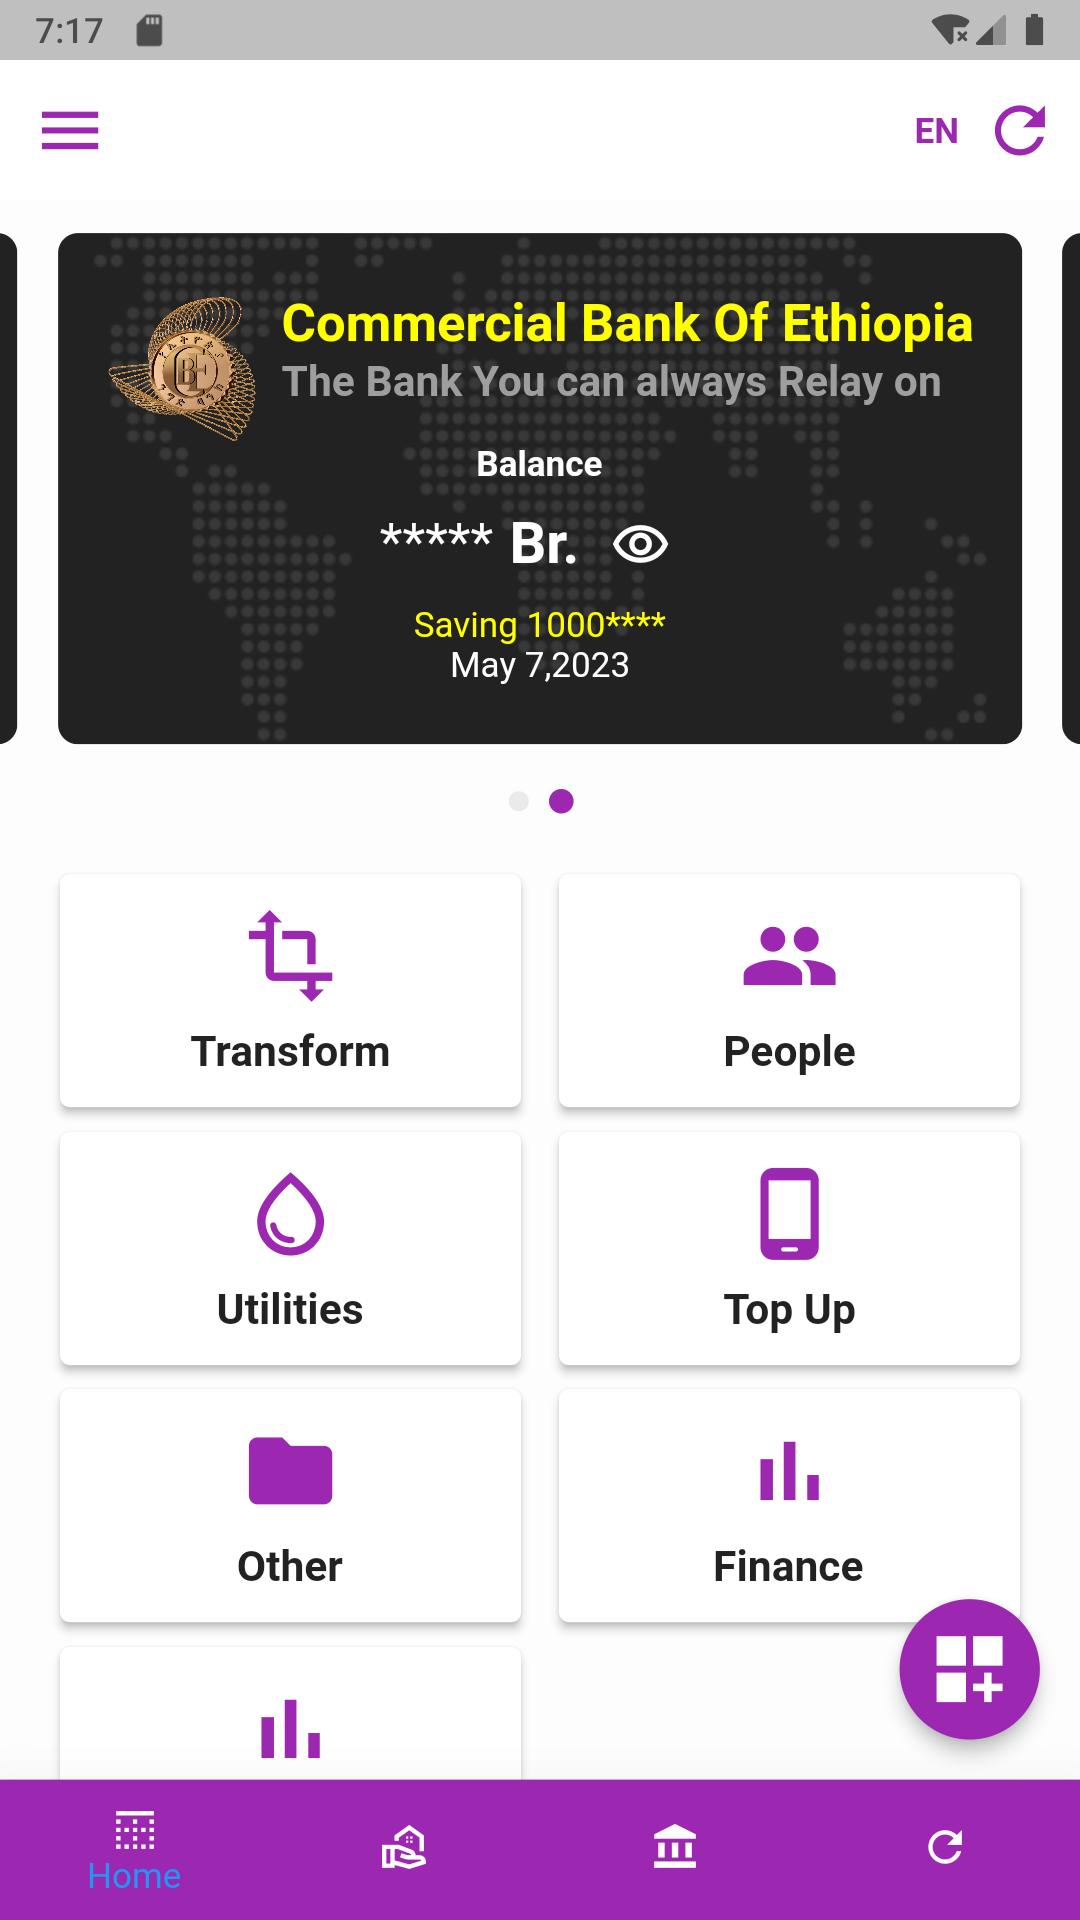 7:17
EN
Commercial Bank Of Ethiopia
The Bank You can always Relay on
Balance
***** Br.
Saving 1000****
May 7,2023
Transform
People
Utilities
Top Up
Other
Finance
Home